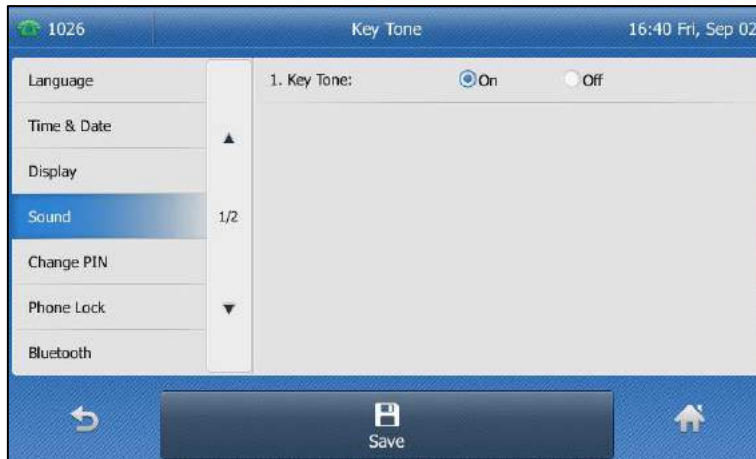 1026 Key Tone 16:40 Fri, Sep 02
Language
Time & Date
Display
Sound
Change PIN
Phone Lock
Bluetooth
1/2
1. Key Tone: On Off
Save